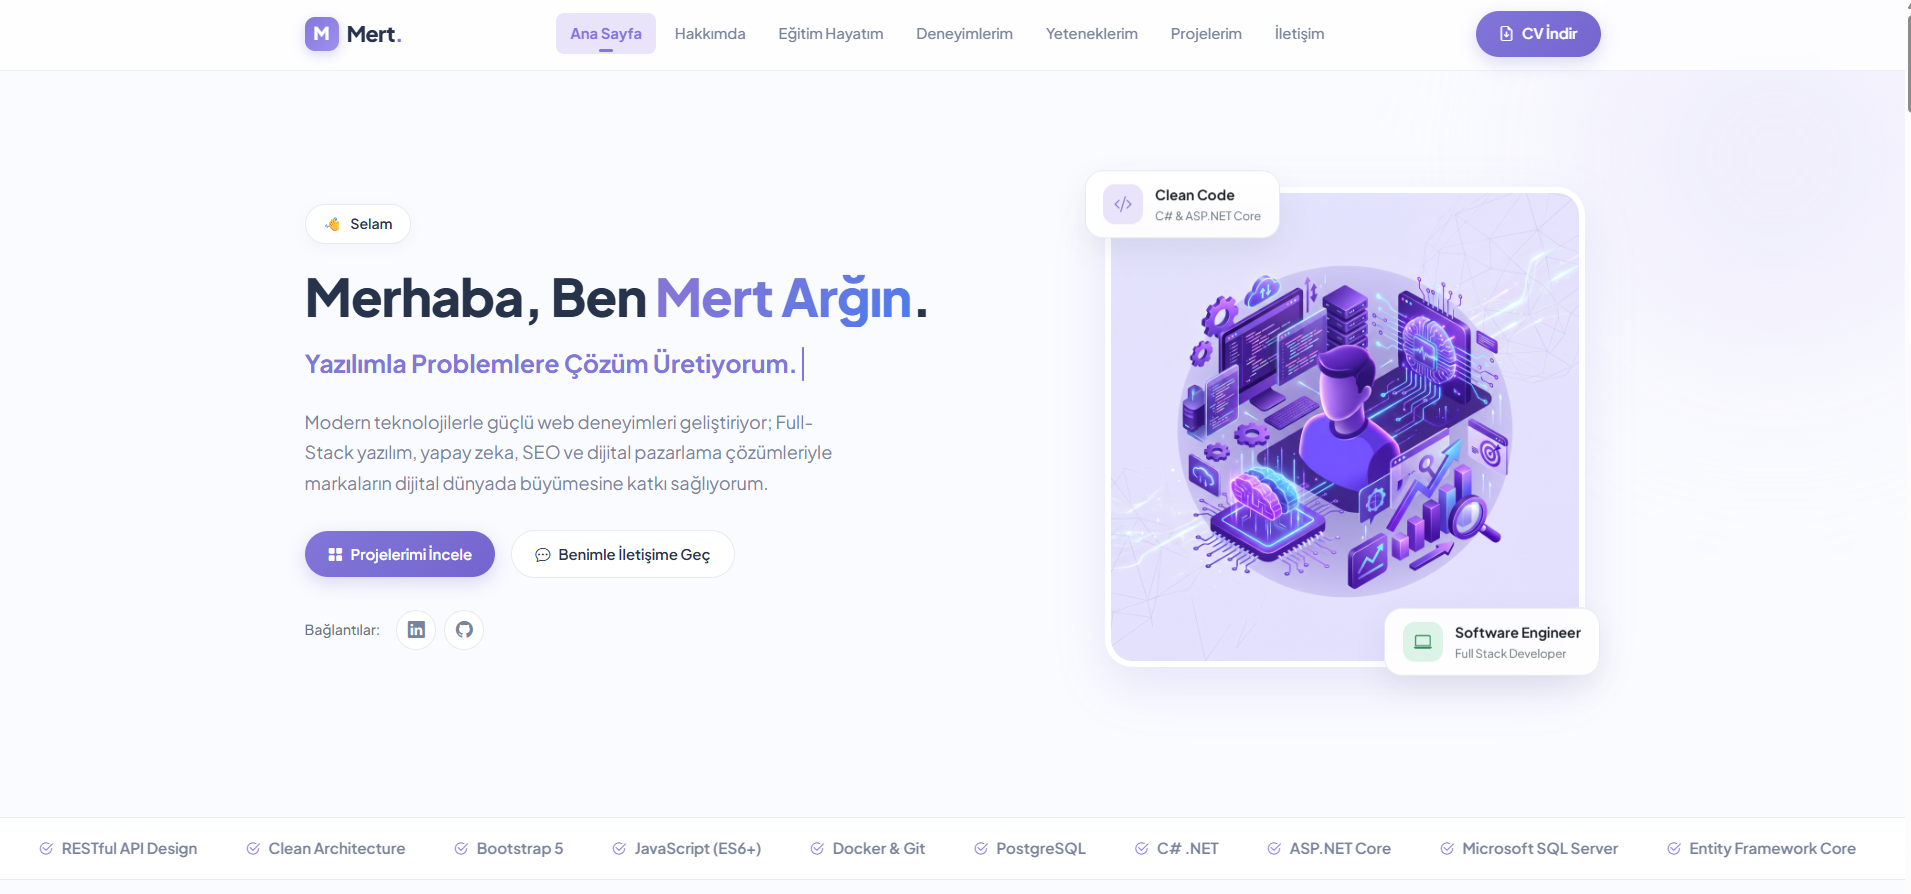 M Mert.
Ana Sayfa
Hakkımda
Eğitim Hayatım
Deneyimlerim
Yeteneklerim
Projelerim
İletişim
CV İndir
Selam
Merhaba, Ben Mert Arğın.
Yazılımla Problemlere Çözüm Üretiyorum.
Modern teknolojilerle güçlü web deneyimleri geliştiriyor; Full-
Stack yazılım, yapay zeka, SEO ve dijital pazarlama çözümleriyle
markaların dijital dünyada büyümesine katkı sağlıyorum.
Projelerimi İncele
Benimle İletişime Geç
Bağlantılar:
Clean Code
C# & ASP.NET Core
Software Engineer
Full Stack Developer
RESTful API Design
Clean Architecture
Bootstrap 5
JavaScript (ES6+)
Docker & Git
PostgreSQL
C# .NET
ASP.NET Core
Microsoft SQL Server
Entity Framework Core